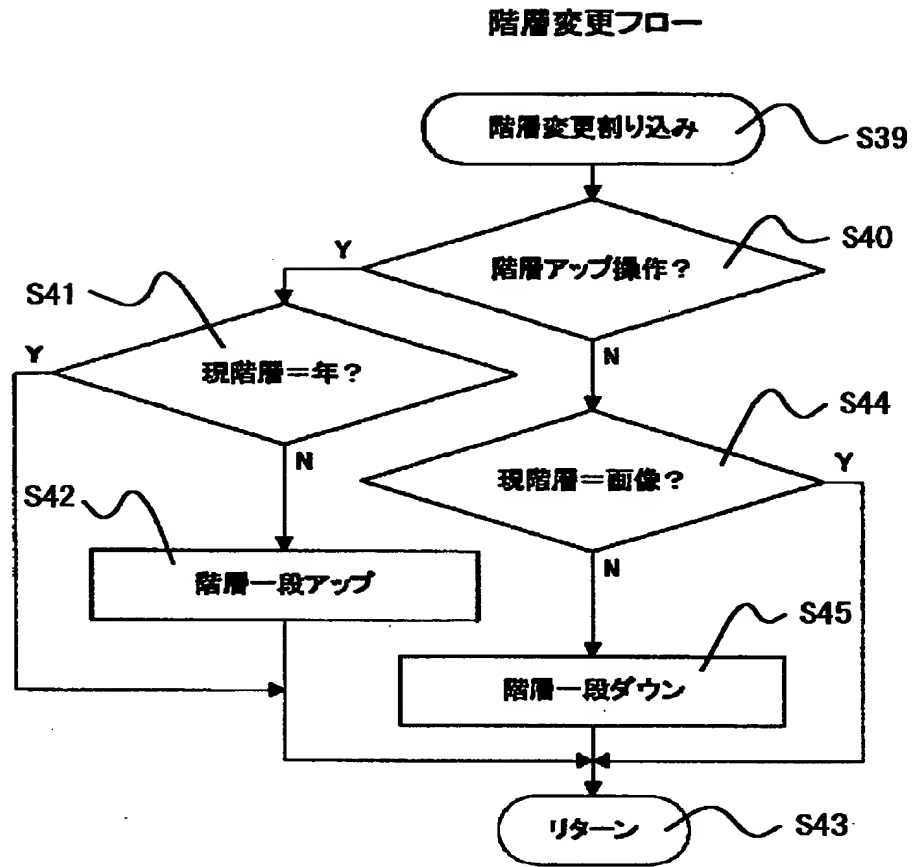 階層変更フロー
階層変更割り込み
S39
階層アップ操作?
S40
Y
N
S41
現階層=年?
Y
N
S44
現階層=画像?
Y
N
S42
階層一段アップ
S45
階層一段ダウン
リターン
S43